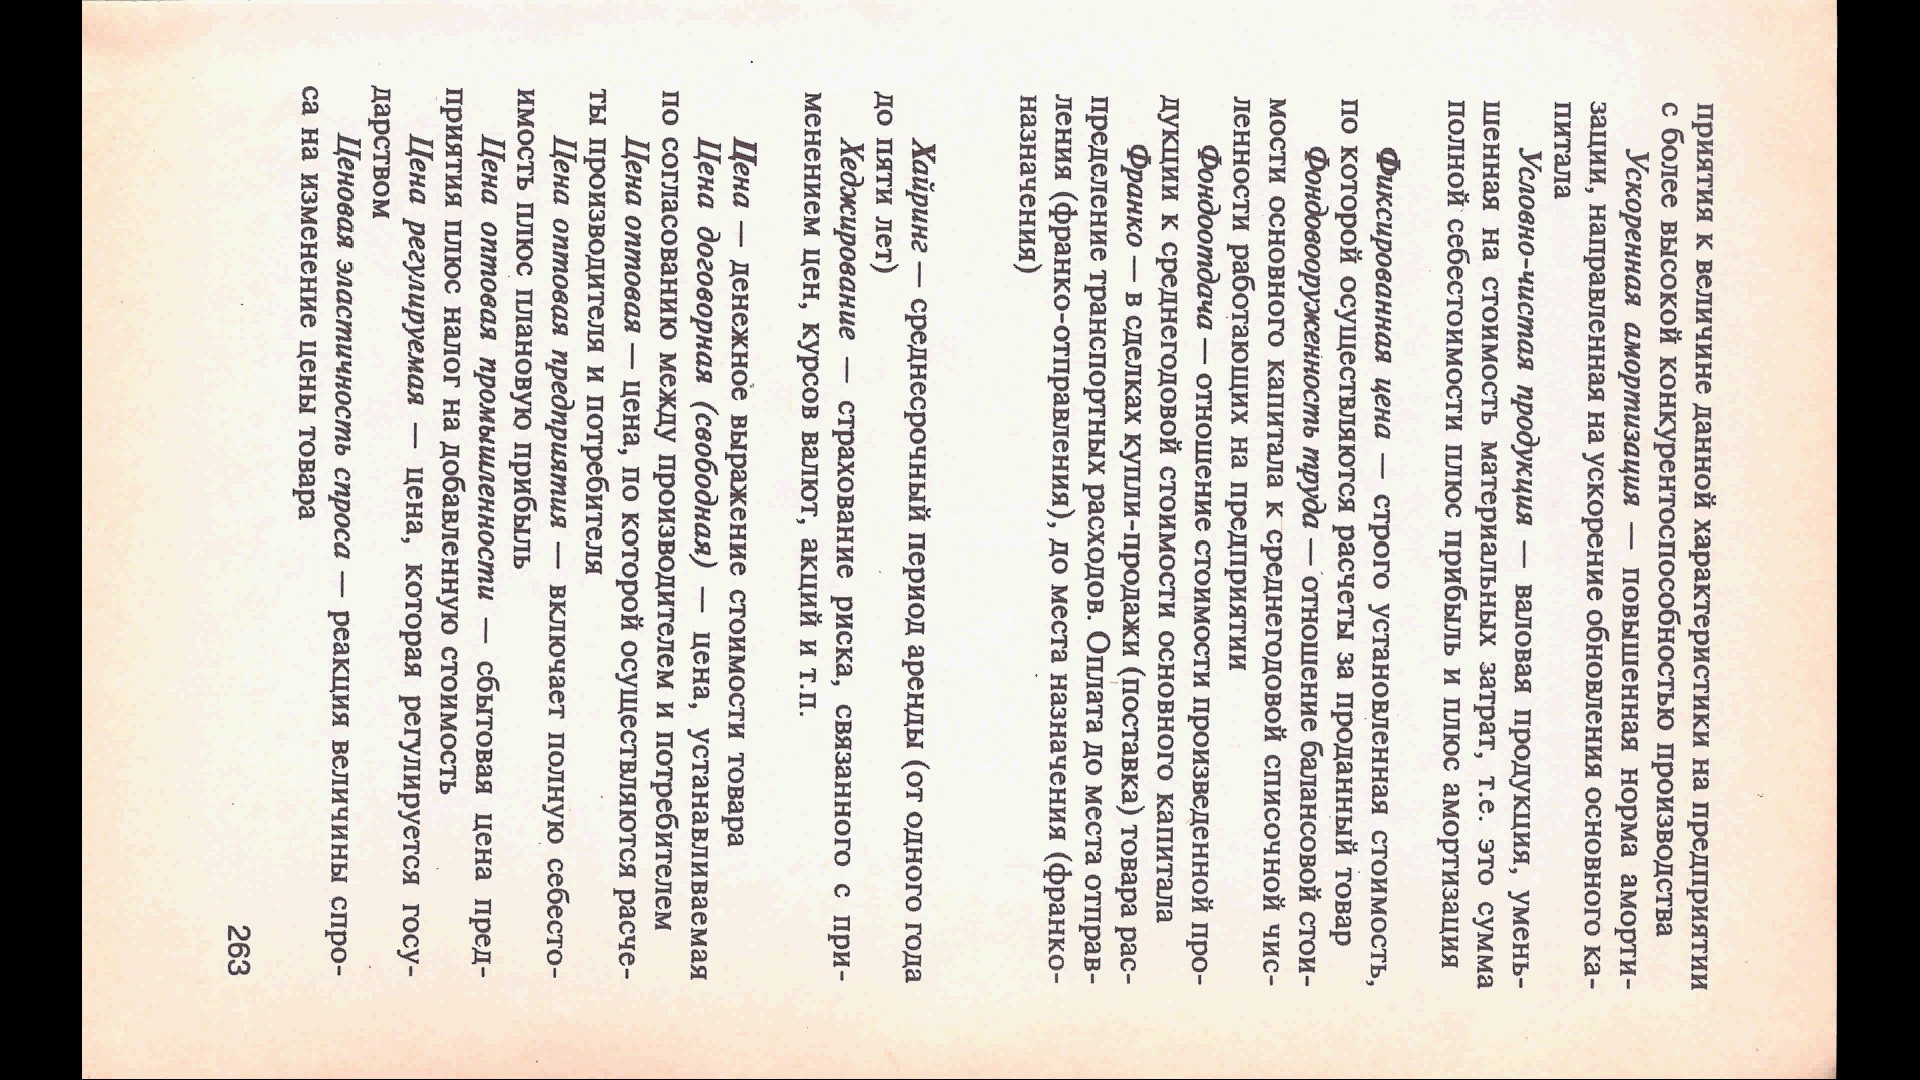 приятия к величине данной характеристики на предприятии
с более высокой конкурентоспособностью производства
Ускоренная амортизация — повышенная норма аморти-
зации, направленная на ускорение обновления основного ка-
питала
Условно-чистая продукция — валовая продукция, умень-
шенная на стоимость материальных затрат, т.е. это сумма
полной себестоимости плюс прибыль и плюс амортизация
Фиксированная цена — строго установленная стоимость,
по которой осуществляются расчеты за проданный товар
Фондовооруженность труда — отношение балансовой стои-
мости основного капитала к среднегодовой списочной чис-
ленности работающих на предприятии
Фондоотдача — отношение стоимости произведенной про-
дукции к среднегодовой стоимости основного капитала
Франко — в сделках купли-продажи (поставка) товара рас-
пределение транспортных расходов. Оплата до места отправ-
ления (франко-отправления), до места назначения (франко-
назначения)
Хайринг — среднесрочный период аренды (от одного года
до пяти лет)
Хеджирование — страхование риска, связанного с при-
менением цен, курсов валют, акций и т.п.
Цена — денежное выражение стоимости товара
Цена договорная (свободная) — цена, устанавливаемая
по согласованию между производителем и потребителем
Цена оптовая — цена, по которой осуществляются расче-
ты производителя и потребителя
Цена оптовая предприятия — включает полную себесто-
имость плюс плановую прибыль
Цена оптовая промышленности — сбытовая цена пред-
приятия плюс налог на добавленную стоимость
Цена регулируемая — цена, которая регулируется госу-
дарством
Ценовая эластичность спроса — реакция величины спро-
са на изменение цены товара
263